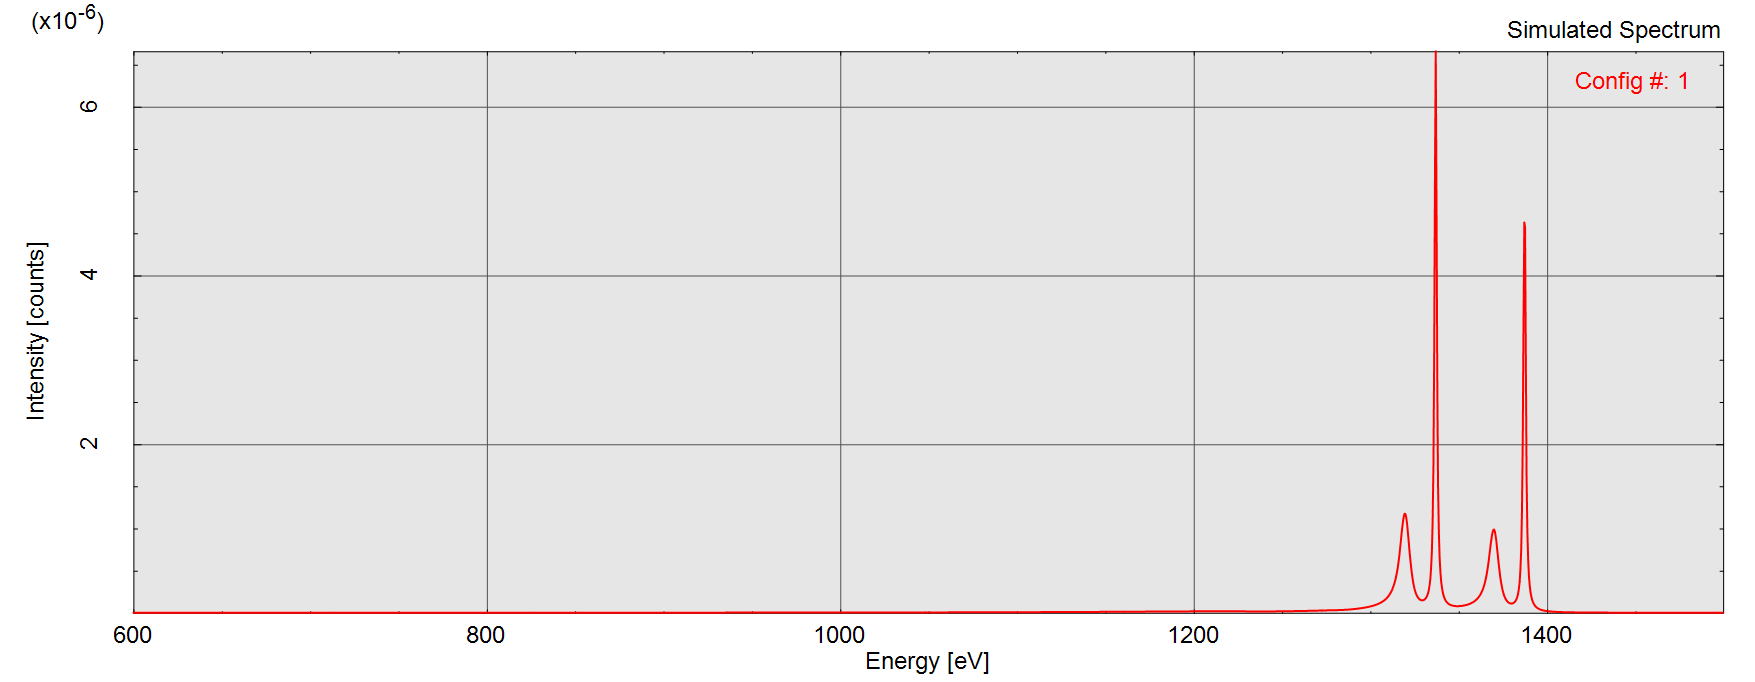 (x10-6)
Simulated Spectrum
Config #: 1
6
4
2
Intensity [counts]
600 800 1000 1200 1400
Energy [eV]